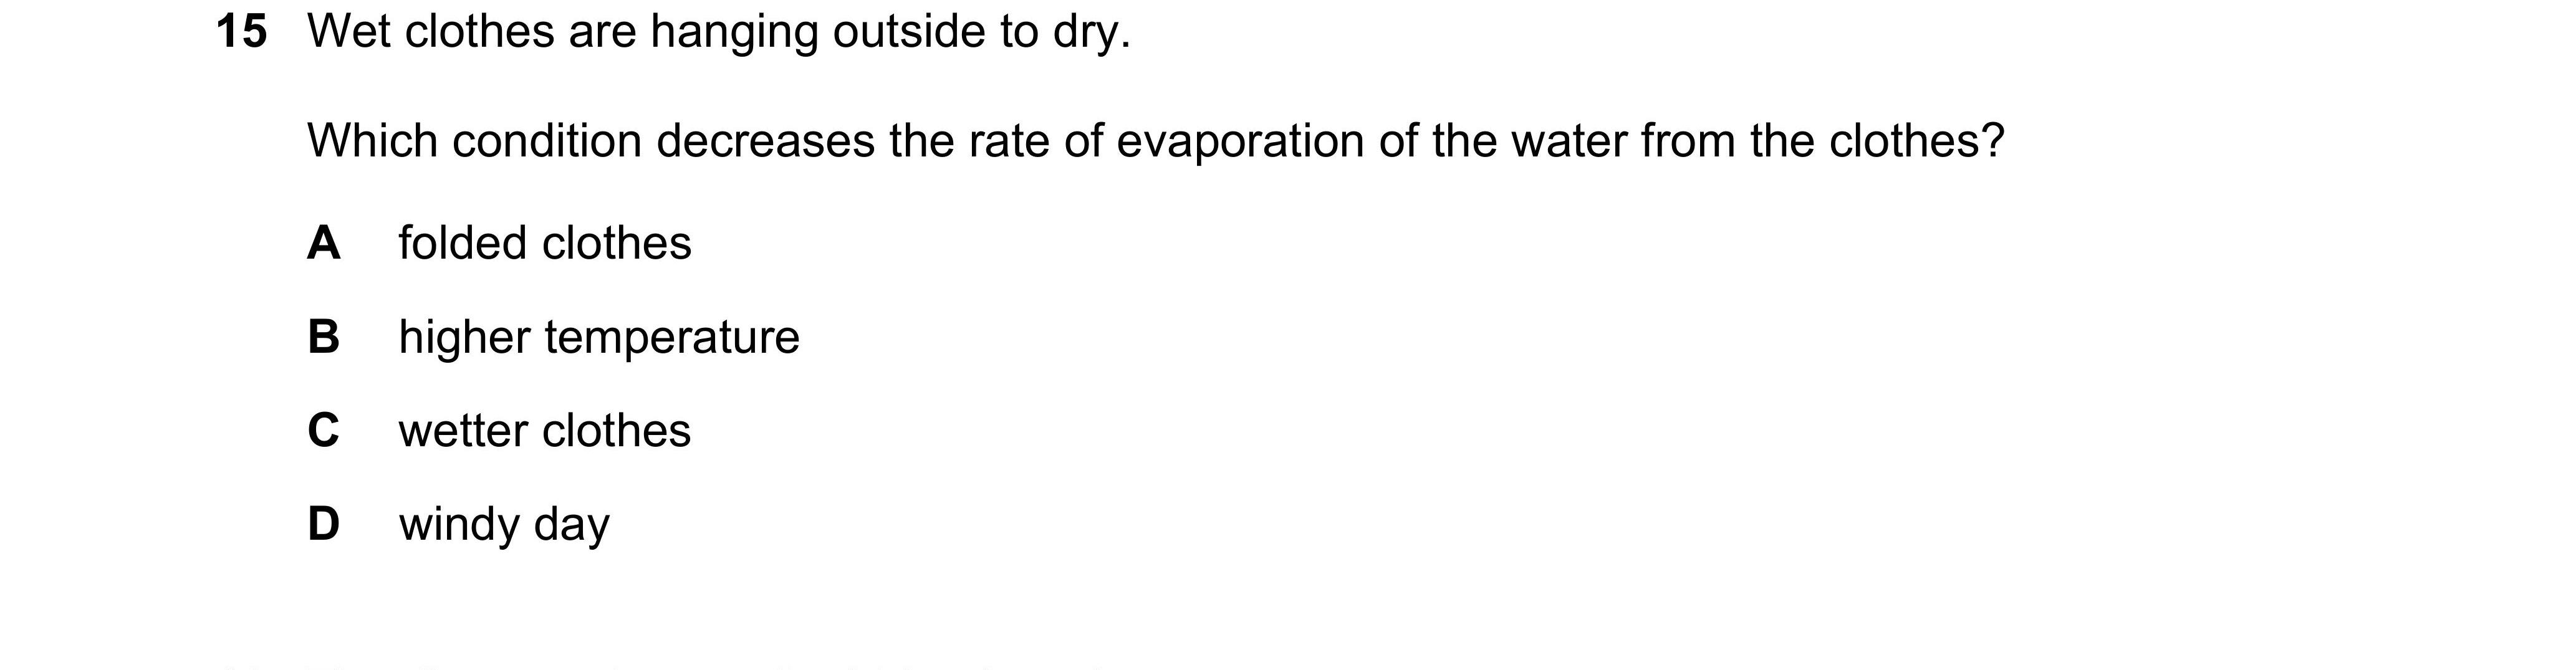 15 Wet clothes are hanging outside to dry.
Which condition decreases the rate of evaporation of the water from the clothes?
A folded clothes
B higher temperature
C wetter clothes
D windy day